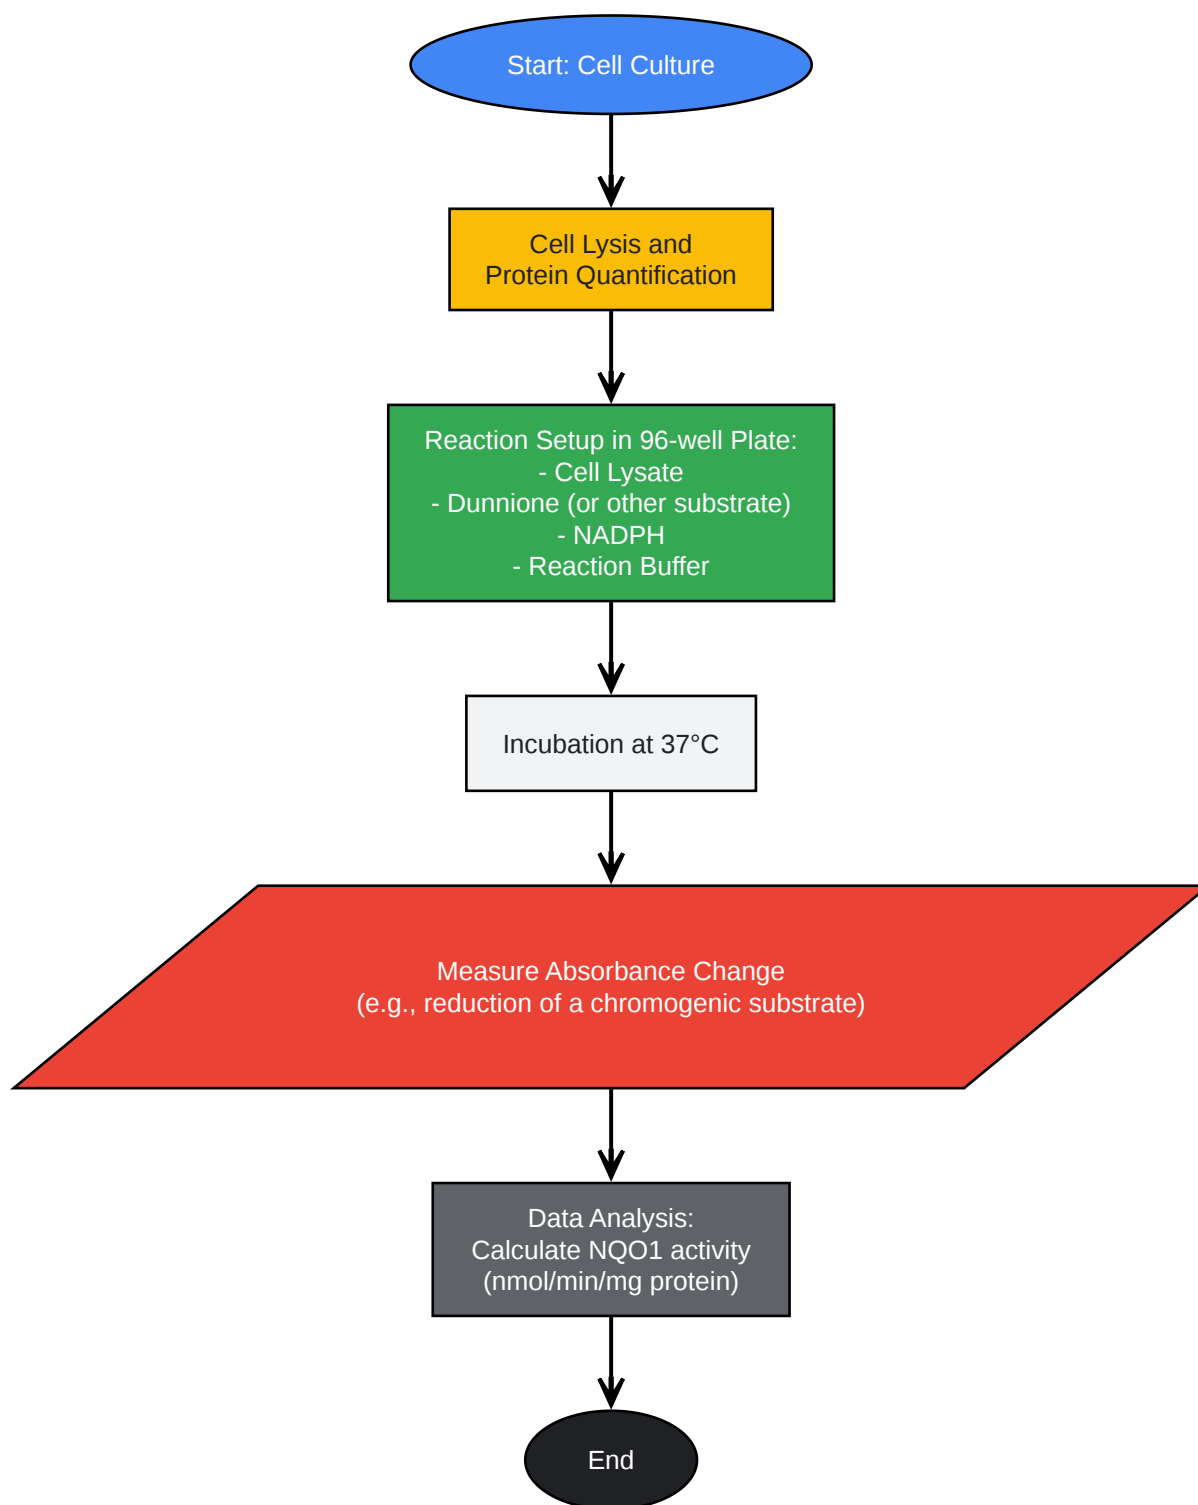 Start: Cell Culture
Cell Lysis and
Protein Quantification
Reaction Setup in 96-well Plate:
- Cell Lysate
- Dunnione (or other substrate)
- NADPH
- Reaction Buffer
Incubation at 37°C
Measure Absorbance Change
(e.g., reduction of a chromogenic substrate)
Data Analysis:
Calculate NQO1 activity
(nmol/min/mg protein)
End